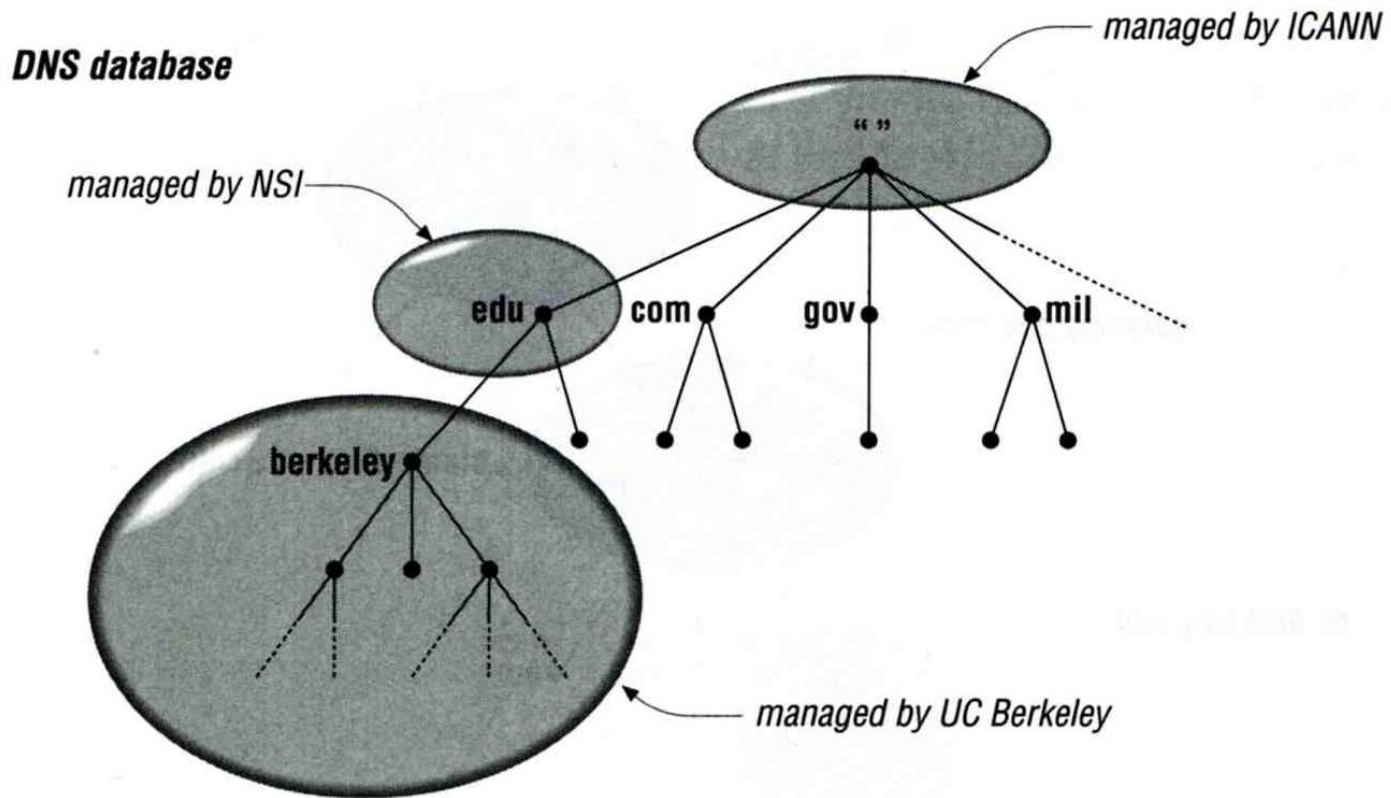 managed by ICANN
DNS database
“ ”
managed by NSI
edu
com
gov
mil
berkeley
managed by UC Berkeley